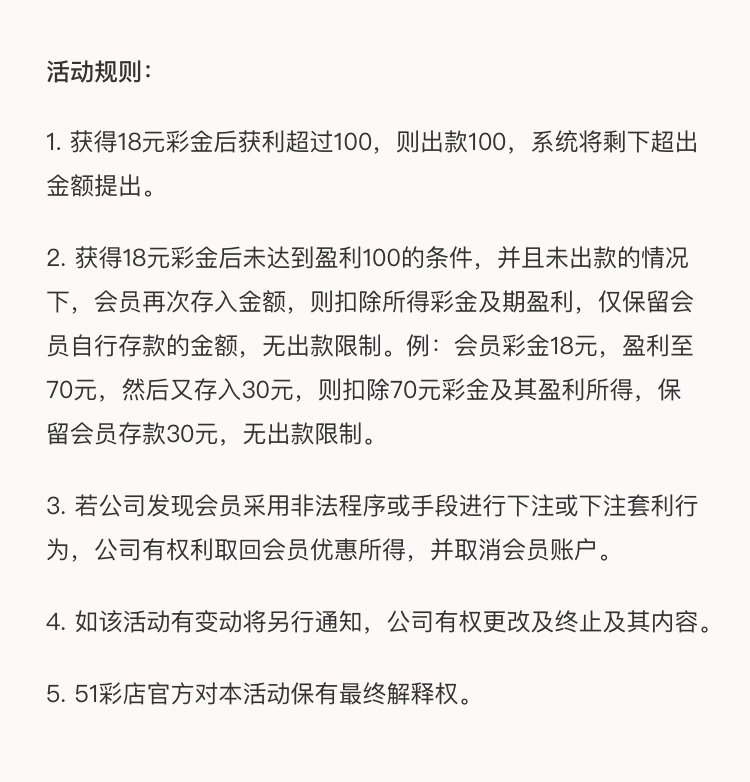 活动规则：
1. 获得18元彩金后获利超过100，则出款100，系统将剩下超出
金额提出。
2. 获得18元彩金后未达到盈利100的条件，并且未出款的情况
下，会员再次存入金额，则扣除所得彩金及期盈利，仅保留会
员自行存款的金额，无出款限制。例：会员彩金18元，盈利至
70元，然后又存入30元，则扣除70元彩金及其盈利所得，保
留会员存款30元，无出款限制。
3. 若公司发现会员采用非法程序或手段进行下注或下注套利行
为，公司有权利取回会员优惠所得，并取消会员账户。
4. 如该活动有变动将另行通知，公司有权更改及终止及其内容。
5. 51彩店官方对本活动保有最终解释权。